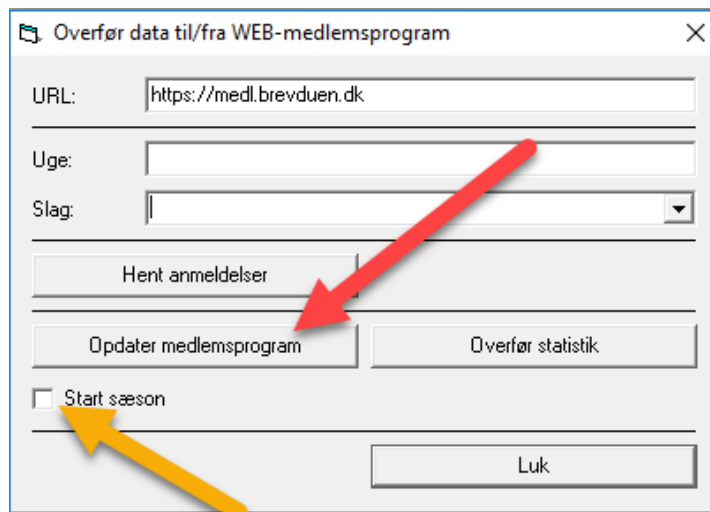 Overfør data til/fra WEB-medlemsprogram
URL: https://medl.brevduen.dk
Uge:
Slag:
Hent anmeldelser
Opdater medlemsprogram Overfør statistik
Start sæson
Luk